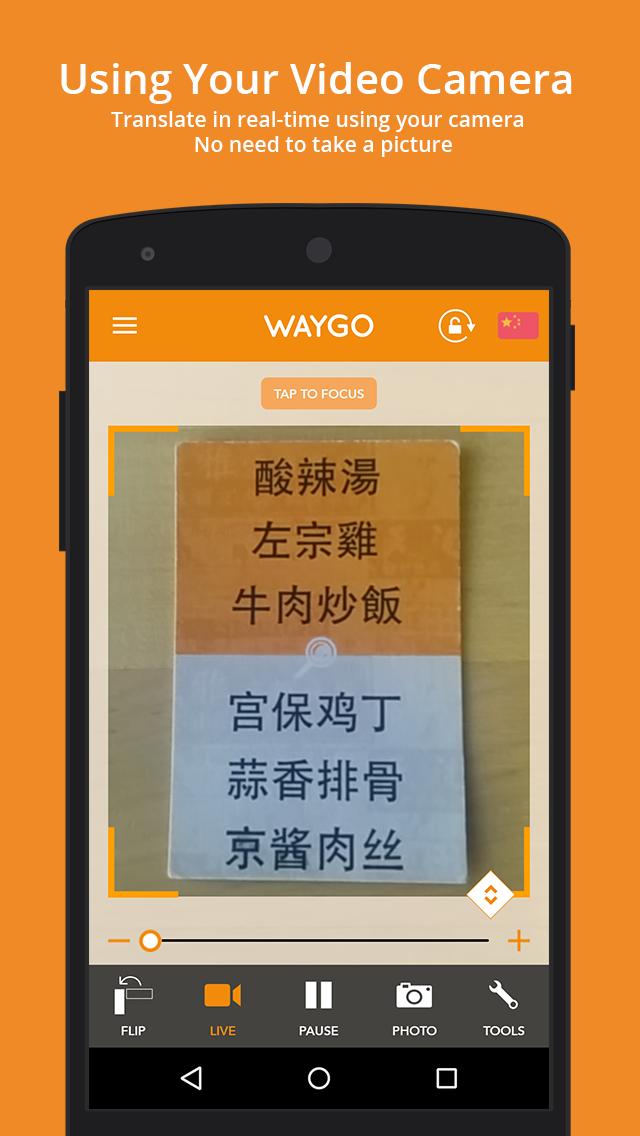 Using Your Video Camera
Translate in real-time using your camera
No need to take a picture
WAYGO
TAP TO FOCUS
酸辣湯
左宗雞
牛肉炒飯
宫保鸡丁
蒜香排骨
京酱肉丝
FLIP
LIVE
PAUSE
PHOTO
TOOLS